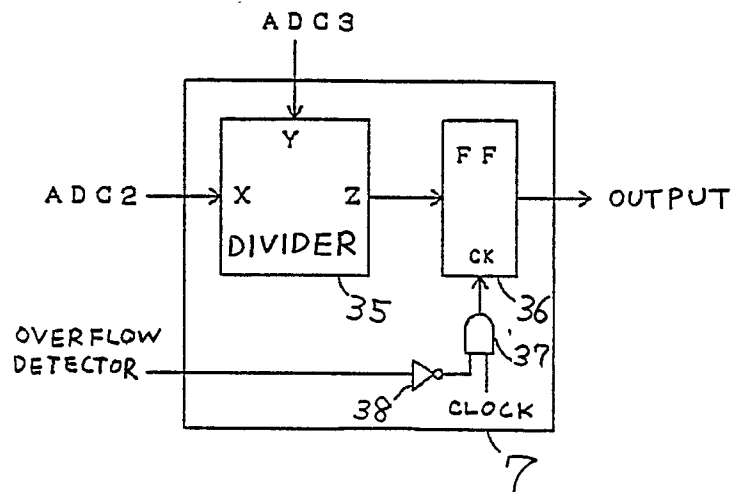 ADC3
Y
FF
ADC2
X
Z
OUTPUT
DIVIDER
CK
35
36
OVERFLOW
DETECTOR
37
38
CLOCK
7